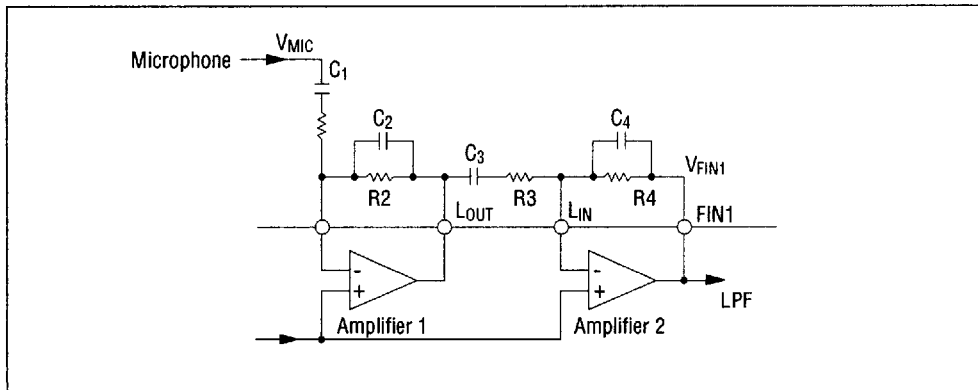 Microphone
VMIC
C1
C2
R2
C3
R3
C4
R4
VFIN1
LOUT
LIN
FIN1
-
+
Amplifier 1
-
+
Amplifier 2
LPF